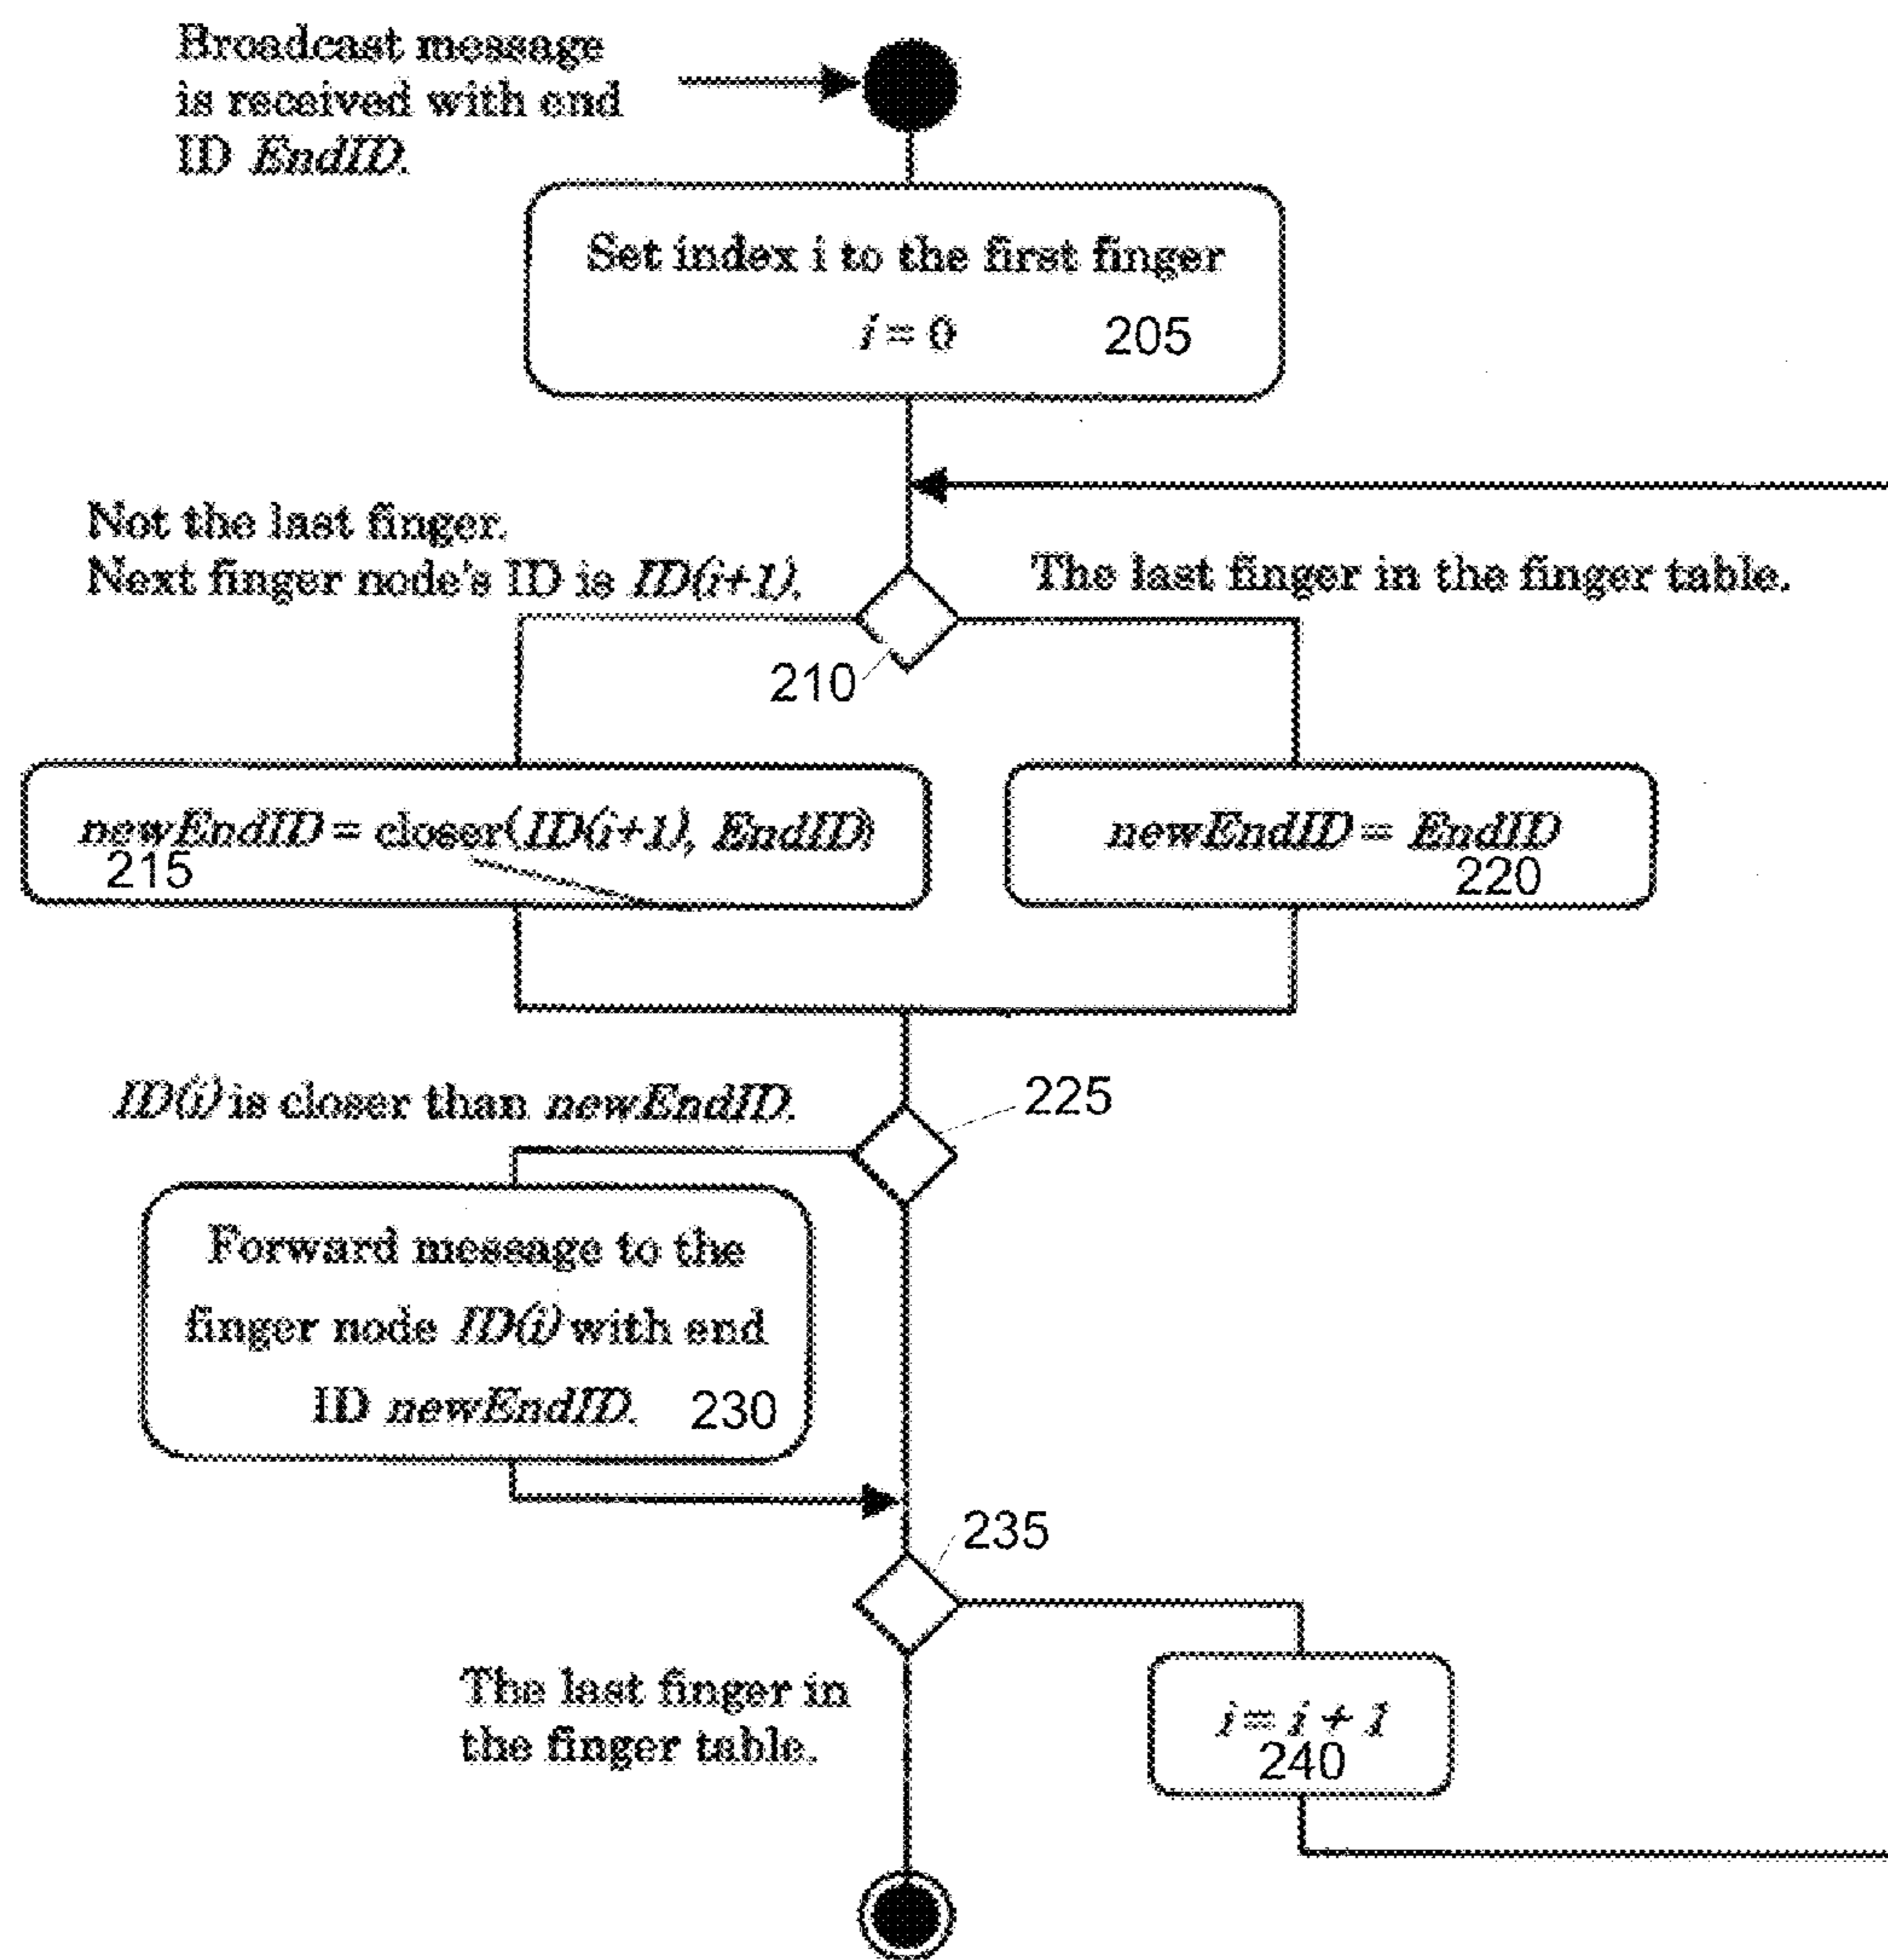 Broadcast message
is received with end
ID EndID.
Set index i to the first finger
i = 0 205
Not the last finger.
Next finger node's ID is ID(i+1).
The last finger in the finger table.
210
newEndID = closer(ID(i+1), EndID)
215
newEndID = EndID
220
ID(i) is closer than newEndID.
225
Forward message to the
finger node ID(i) with end
ID newEndID. 230
235
The last finger in
the finger table.
i = i + 1
240